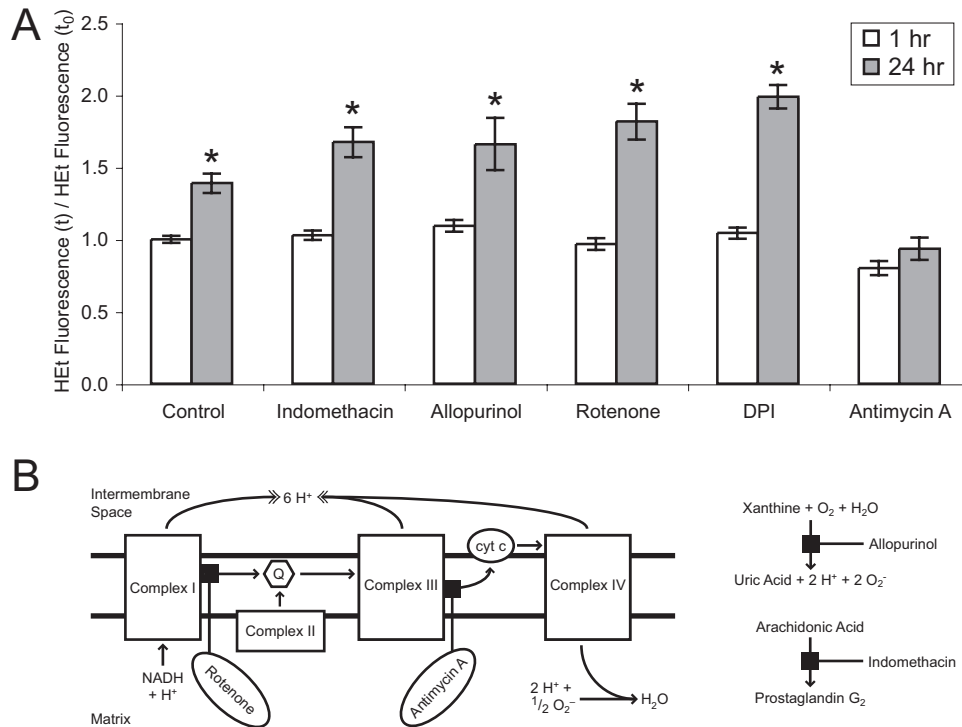 A
HEt Fluorescence (t) / HEt Fluorescence (t₀)
2.5
2.0
1.5
1.0
0.5
0.0
1 hr
24 hr
*
*
*
*
*
Control
Indomethacin
Allopurinol
Rotenone
DPI
Antimycin A
B
Intermembrane
Space
6 H⁺
Complex I
Q
Complex II
Complex III
cyt c
Complex IV
NADH
+ H⁺
Rotenone
Antimycin A
2 H⁺ +
½ O₂⁻
H₂O
Matrix
Xanthine + O₂ + H₂O
Allopurinol
Uric Acid + 2 H⁺ + 2 O₂⁻
Arachidonic Acid
Indomethacin
Prostaglandin G₂